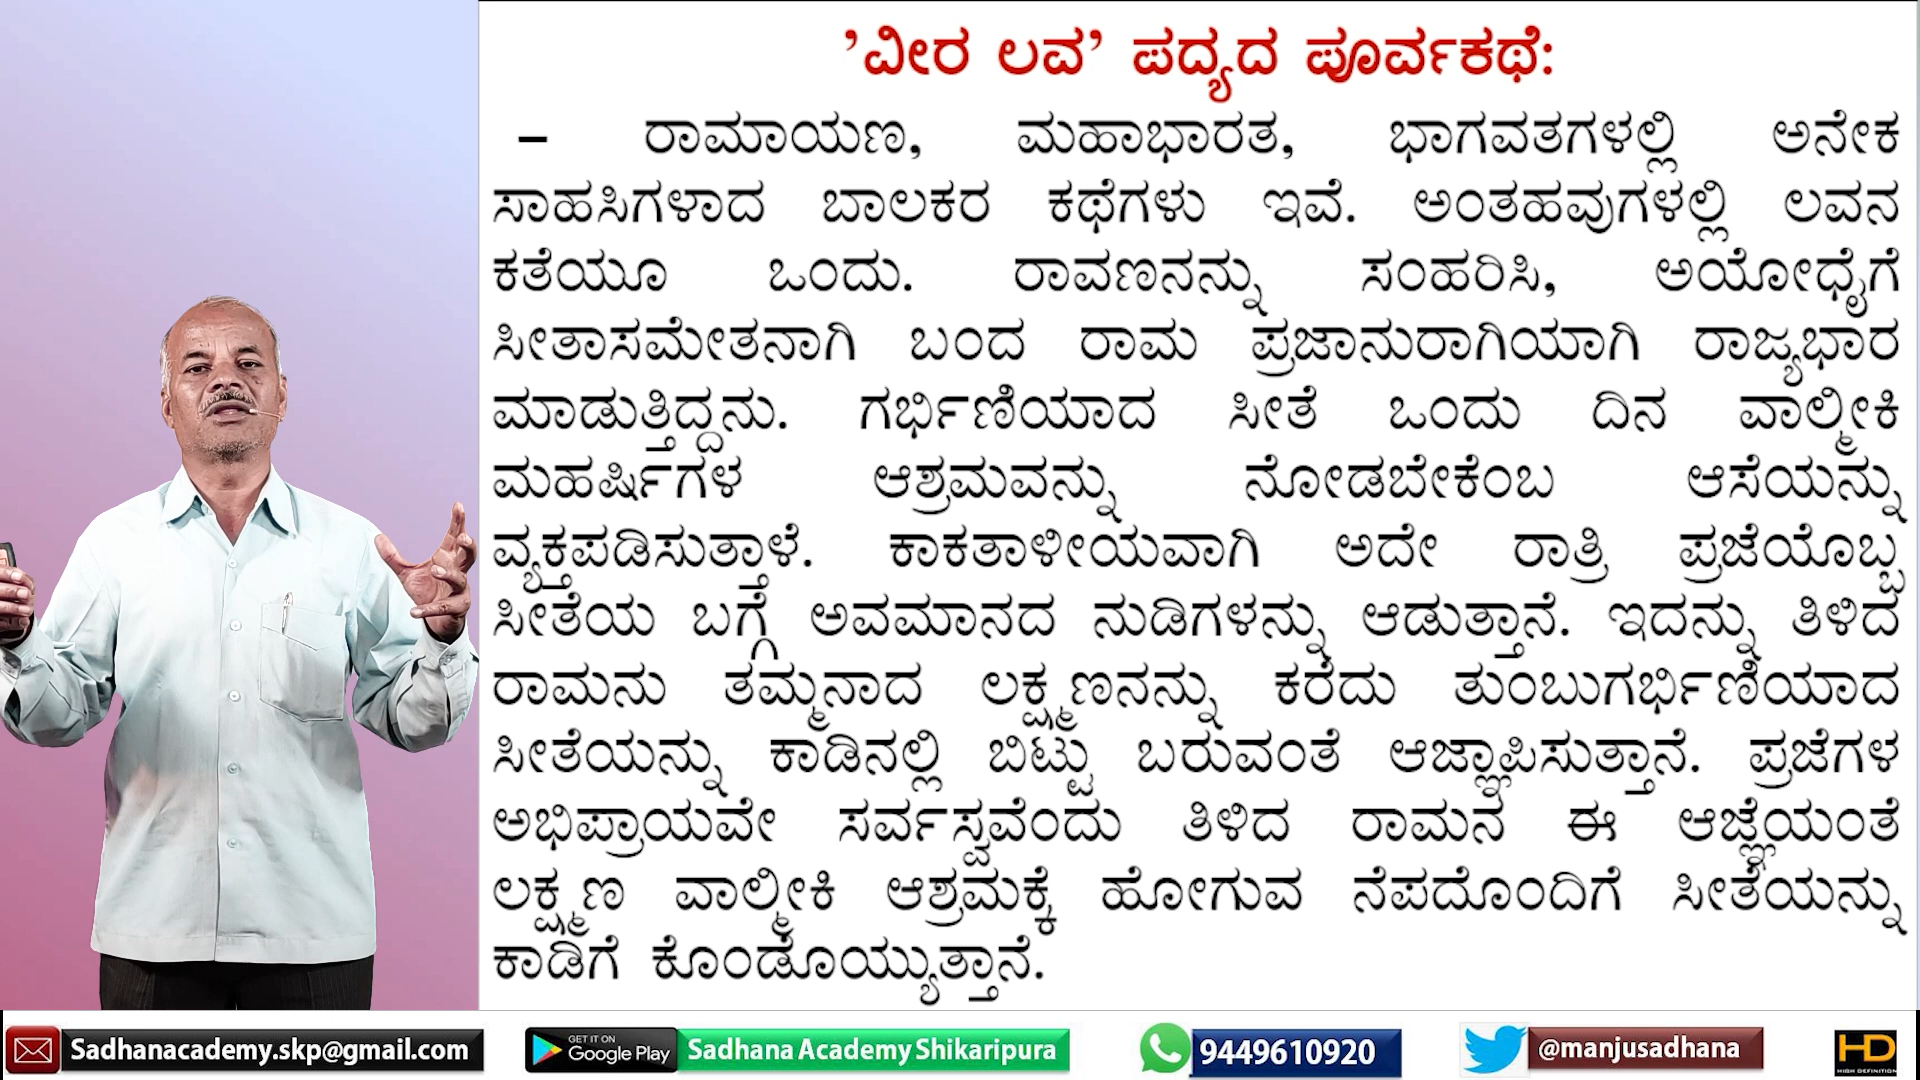 ’ವೀರ ಲವ’ ಪದ್ಯದ ಪೂರ್ವಕಥೆ:
– ರಾಮಾಯಣ, ಮಹಾಭಾರತ, ಭಾಗವತಗಳಲ್ಲಿ ಅನೇಕ
ಸಾಹಸಿಗಳಾದ ಬಾಲಕರ ಕಥೆಗಳು ಇವೆ. ಅಂತಹವುಗಳಲ್ಲಿ ಲವನ
ಕತೆಯೂ ಒಂದು. ರಾವಣನನ್ನು ಸಂಹರಿಸಿ, ಅಯೋಧ್ಯೆಗೆ
ಸೀತಾಸಮೇತನಾಗಿ ಬಂದ ರಾಮ ಪ್ರಜಾನುರಾಗಿಯಾಗಿ ರಾಜ್ಯಭಾರ
ಮಾಡುತ್ತಿದ್ದನು. ಗರ್ಭಿಣಿಯಾದ ಸೀತೆ ಒಂದು ದಿನ ವಾಲ್ಮೀಕಿ
ಮಹರ್ಷಿಗಳ ಆಶ್ರಮವನ್ನು ನೋಡಬೇಕೆಂಬ ಆಸೆಯನ್ನು
ವ್ಯಕ್ತಪಡಿಸುತ್ತಾಳೆ. ಕಾಕತಾಳೀಯವಾಗಿ ಅದೇ ರಾತ್ರಿ ಪ್ರಜೆಯೊಬ್ಬ
ಸೀತೆಯ ಬಗ್ಗೆ ಅವಮಾನದ ನುಡಿಗಳನ್ನು ಆಡುತ್ತಾನೆ. ಇದನ್ನು ತಿಳಿದ
ರಾಮನು ತಮ್ಮನಾದ ಲಕ್ಷ್ಮಣನನ್ನು ಕರೆದು ತುಂಬುಗರ್ಭಿಣಿಯಾದ
ಸೀತೆಯನ್ನು ಕಾಡಿನಲ್ಲಿ ಬಿಟ್ಟು ಬರುವಂತೆ ಆಜ್ಞಾಪಿಸುತ್ತಾನೆ. ಪ್ರಜೆಗಳ
ಅಭಿಪ್ರಾಯವೇ ಸರ್ವಸ್ವವೆಂದು ತಿಳಿದ ರಾಮನ ಈ ಆಜ್ಞೆಯಂತೆ
ಲಕ್ಷ್ಮಣ ವಾಲ್ಮೀಕಿ ಆಶ್ರಮಕ್ಕೆ ಹೋಗುವ ನೆಪದೊಂದಿಗೆ ಸೀತೆಯನ್ನು
ಕಾಡಿಗೆ ಕೊಂಡೊಯ್ಯುತ್ತಾನೆ.
Sadhanacademy.skp@gmail.com
GET IT ON
Google Play
Sadhana Academy Shikaripura
9449610920
@manjusadhana
HD
HIGH DEFINITION